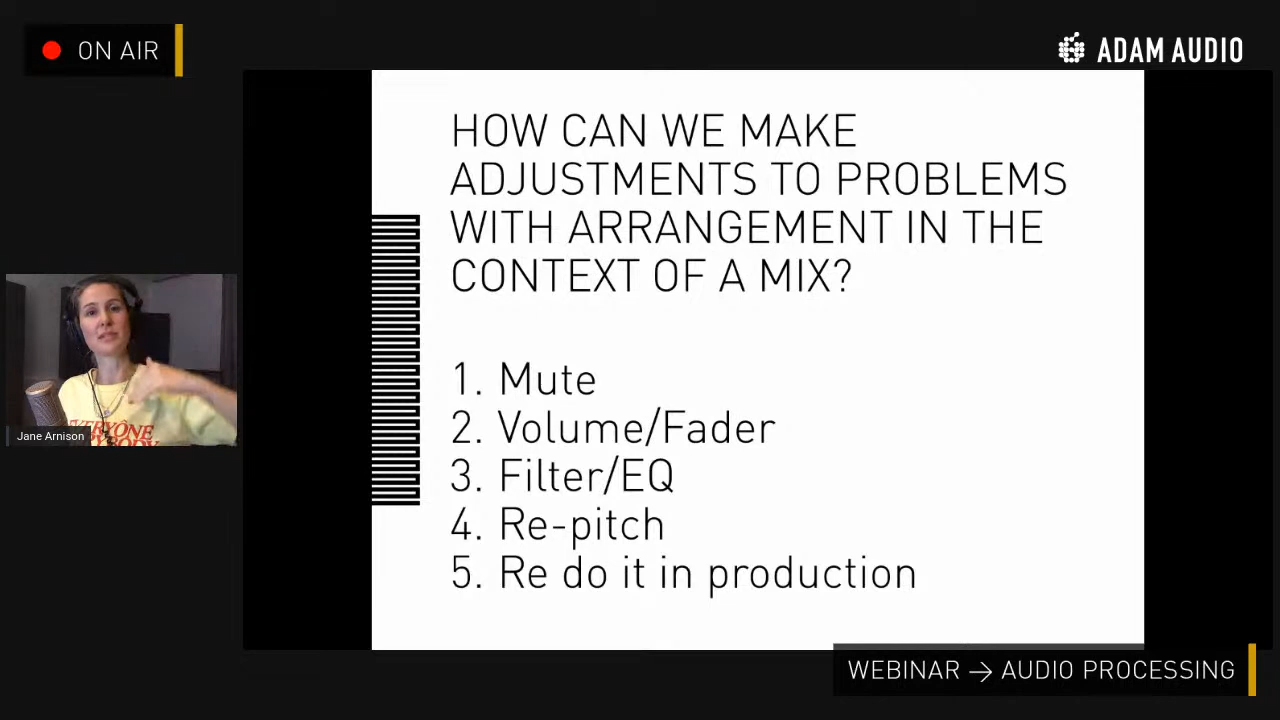 ON AIR
ADAM AUDIO
HOW CAN WE MAKE
ADJUSTMENTS TO PROBLEMS
WITH ARRANGEMENT IN THE
CONTEXT OF A MIX?
1. Mute
2. Volume/Fader
3. Filter/EQ
4. Re-pitch
5. Re do it in production
EVERYONE
Jane Arnison
WEBINAR → AUDIO PROCESSING